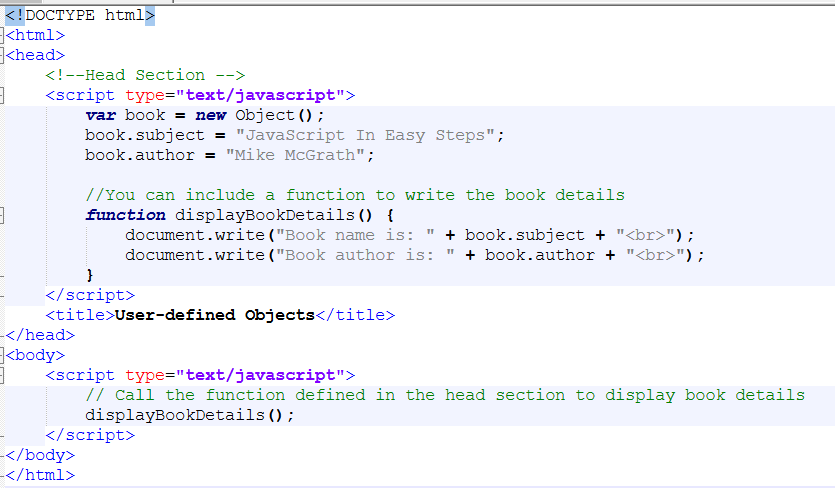 <!DOCTYPE html>
<html>
<head>
    <!--Head Section -->
    <script type="text/javascript">
        var book = new Object();
        book.subject = "JavaScript In Easy Steps";
        book.author = "Mike McGrath";

        //You can include a function to write the book details
        function displayBookDetails() {
            document.write("Book name is: " + book.subject + "<br>");
            document.write("Book author is: " + book.author + "<br>");
        }
    </script>
    <title>User-defined Objects</title>
</head>
<body>
    <script type="text/javascript">
        // Call the function defined in the head section to display book details
        displayBookDetails();
    </script>
</body>
</html>